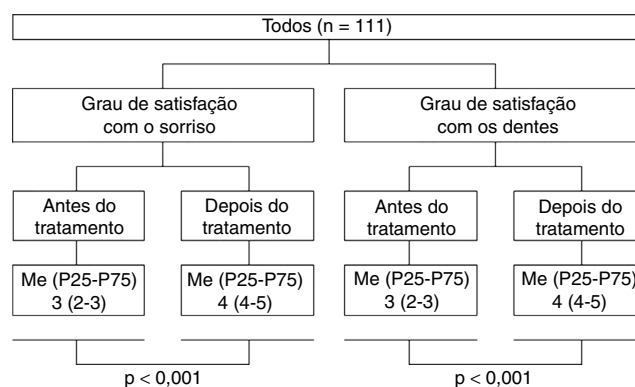 Todos (n = 111)
Grau de satisfação
com o sorriso
Grau de satisfação
com os dentes
Antes do
tratamento
Depois do
tratamento
Antes do
tratamento
Depois do
tratamento
Me (P25-P75)
3 (2-3)
Me (P25-P75)
4 (4-5)
Me (P25-P75)
3 (2-3)
Me (P25-P75)
4 (4-5)
p < 0,001
p < 0,001